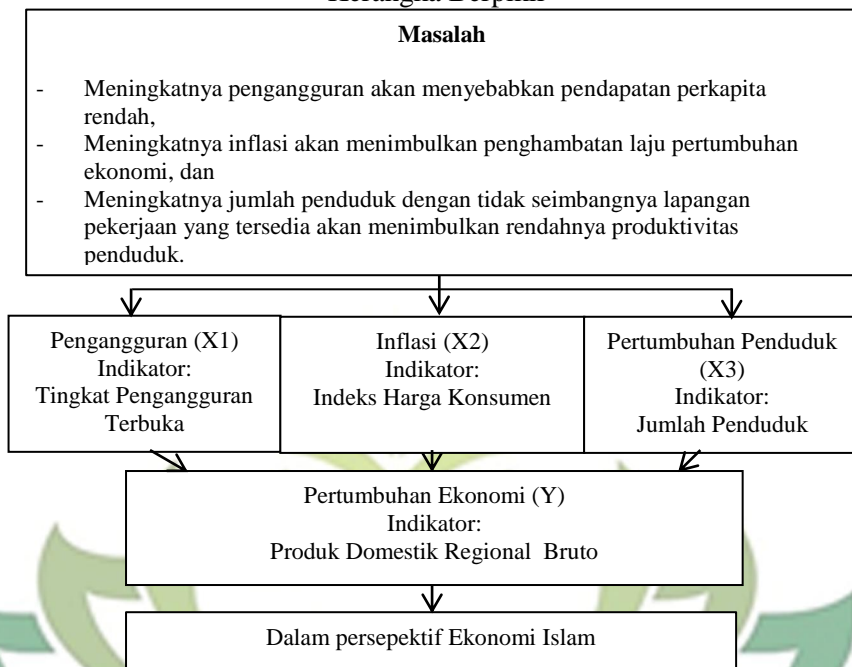 Masalah
- Meningkatnya pengangguran akan menyebabkan pendapatan perkapita
rendah,
- Meningkatnya inflasi akan menimbulkan penghambatan laju pertumbuhan
ekonomi, dan
- Meningkatnya jumlah penduduk dengan tidak seimbangnya lapangan
pekerjaan yang tersedia akan menimbulkan rendahnya produktivitas
penduduk.
Pengangguran (X1)
Indikator:
Tingkat Pengangguran
Terbuka
Inflasi (X2)
Indikator:
Indeks Harga Konsumen
Pertumbuhan Penduduk
(X3)
Indikator:
Jumlah Penduduk
Pertumbuhan Ekonomi (Y)
Indikator:
Produk Domestik Regional Bruto
Dalam persepektif Ekonomi Islam